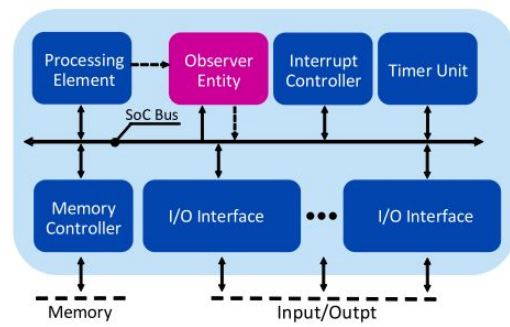 Processing
Element
Observer
Entity
Interrupt
Controller
Timer Unit
SoC Bus
Memory
Controller
I/O Interface
I/O Interface
Memory
Input/Outpt